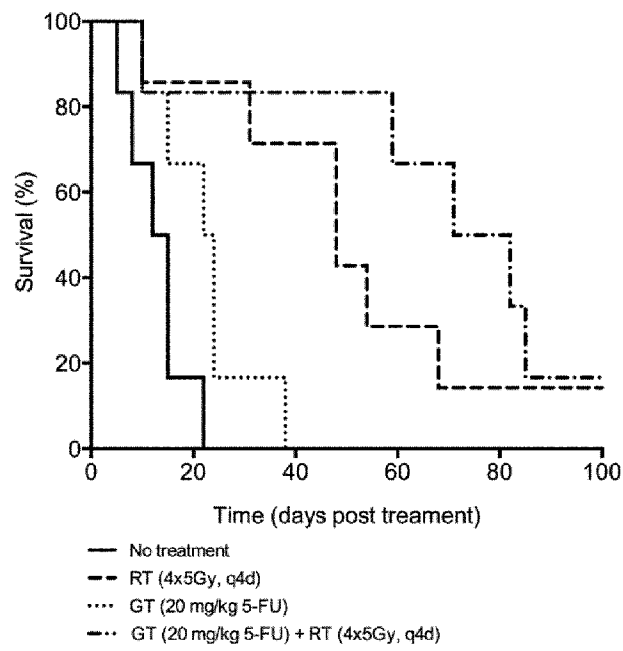 100
80
60
40
20
0
Survival (%)
0 20 40 60 80 100
Time (days post treament)
No treatment
RT (4x5Gy, q4d)
GT (20 mg/kg 5-FU)
GT (20 mg/kg 5-FU) + RT (4x5Gy, q4d)